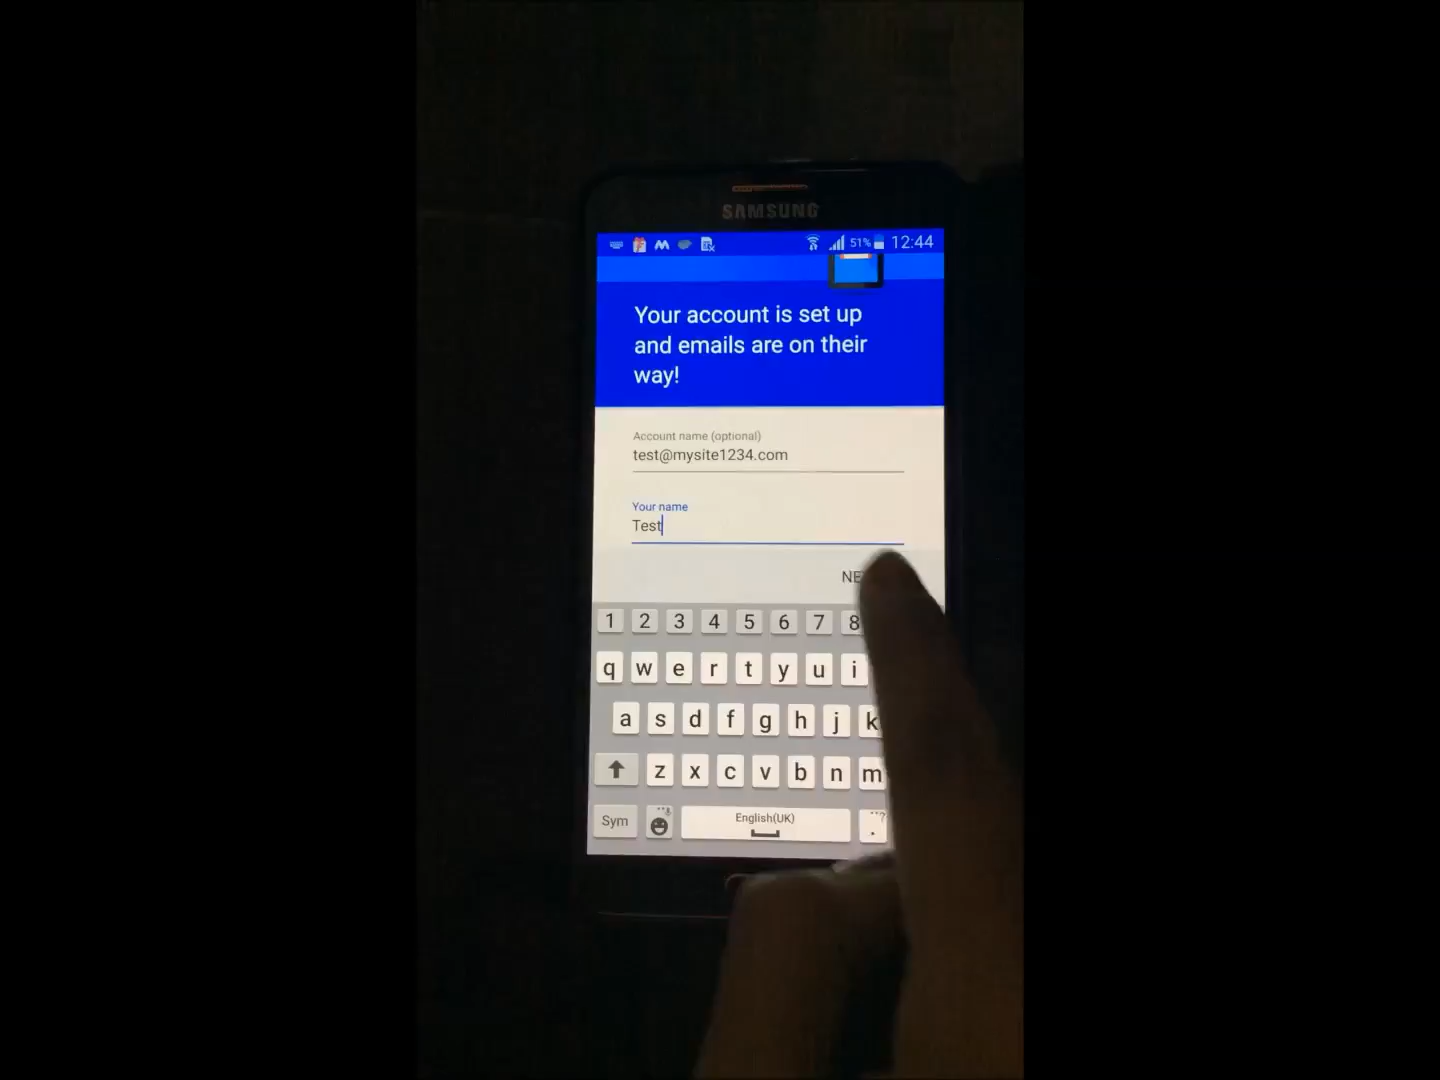 SAMSUNG
51% 12:44
Your account is set up
and emails are on their
way!
Account name (optional)
test@mysite1234.com
Your name
Test
1 2 3 4 5 6 7 8
q w e r t y u i
a s d f g h j k
z x c v b n m
Sym English(UK) .